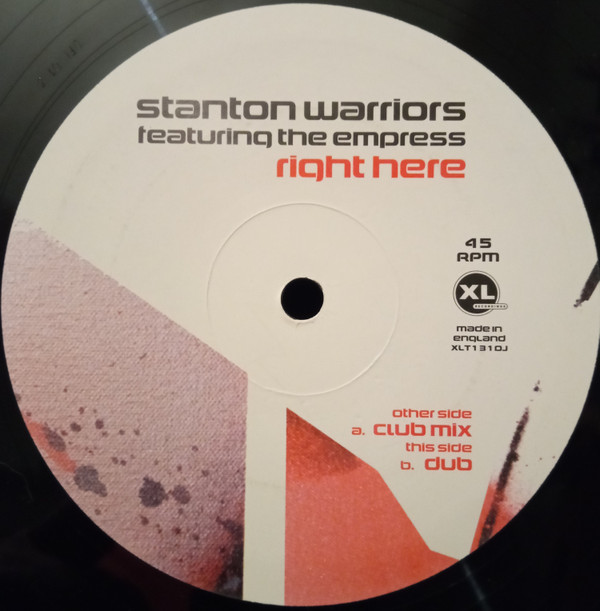 stanton warriors
featuring the empress
right here
45
RPM
XL
RECORDINGS
made in
england
XLT131DJ
other side
a. club mix
this side
b. dub